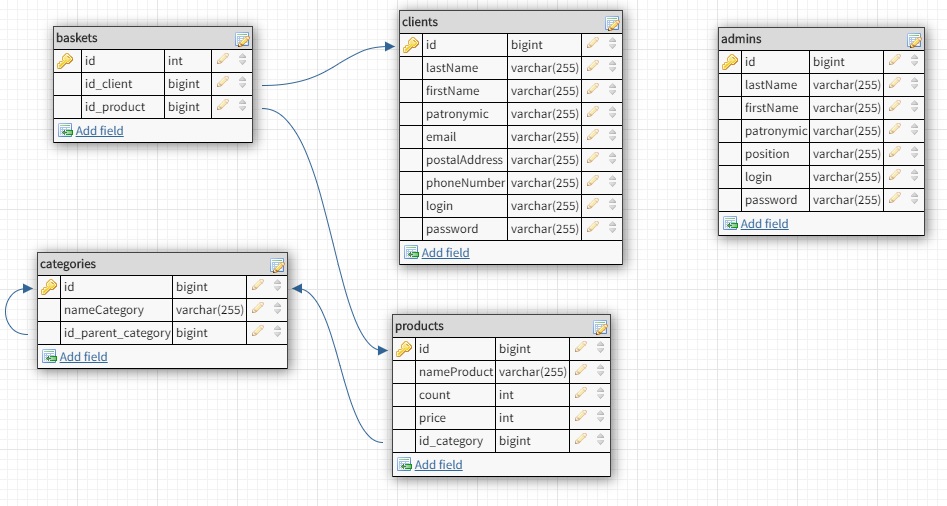 baskets
id int
id_client bigint
id_product bigint
Add field
clients
id bigint
lastName varchar(255)
firstName varchar(255)
patronymic varchar(255)
email varchar(255)
postalAddress varchar(255)
phoneNumber varchar(255)
login varchar(255)
password varchar(255)
Add field
admins
id bigint
lastName varchar(255)
firstName varchar(255)
patronymic varchar(255)
position varchar(255)
login varchar(255)
password varchar(255)
Add field
categories
id bigint
nameCategory varchar(255)
id_parent_category bigint
Add field
products
id bigint
nameProduct varchar(255)
count int
price int
id_category bigint
Add field